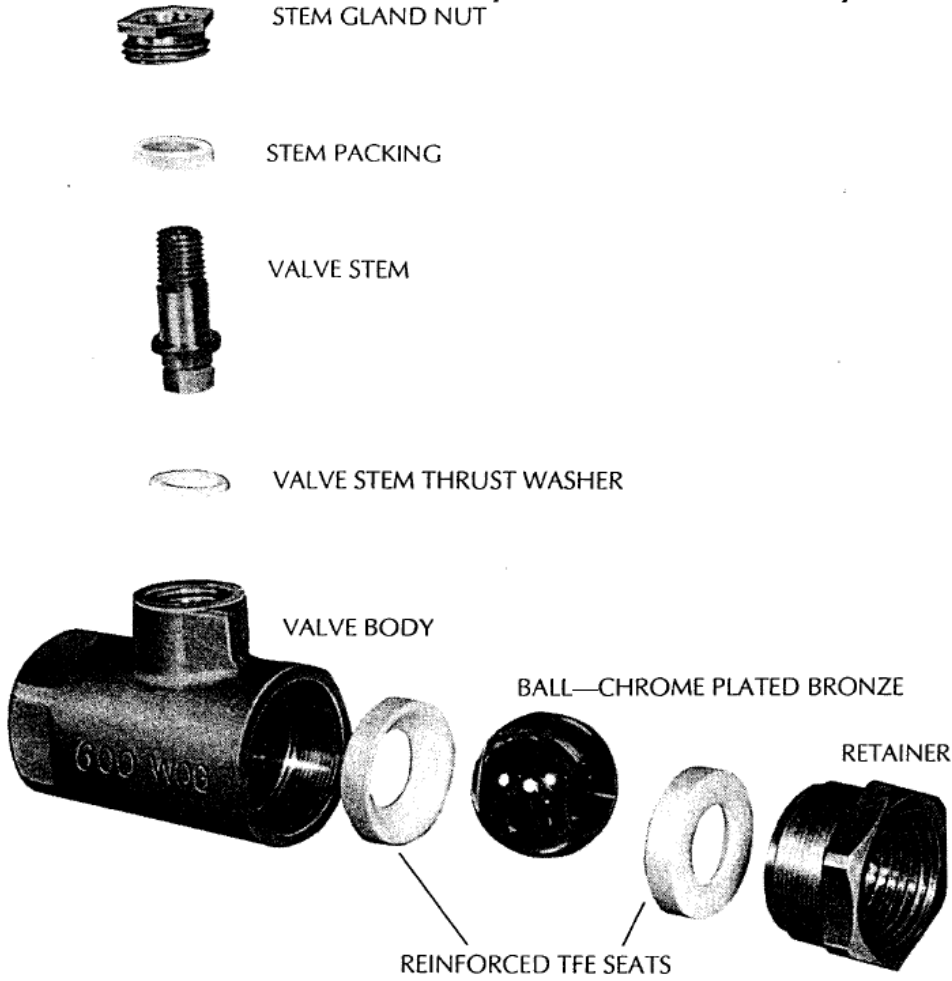 STEM GLAND NUT
STEM PACKING
VALVE STEM
VALVE STEM THRUST WASHER
VALVE BODY
BALL—CHROME PLATED BRONZE
RETAINER
600 WOG
REINFORCED TFE SEATS